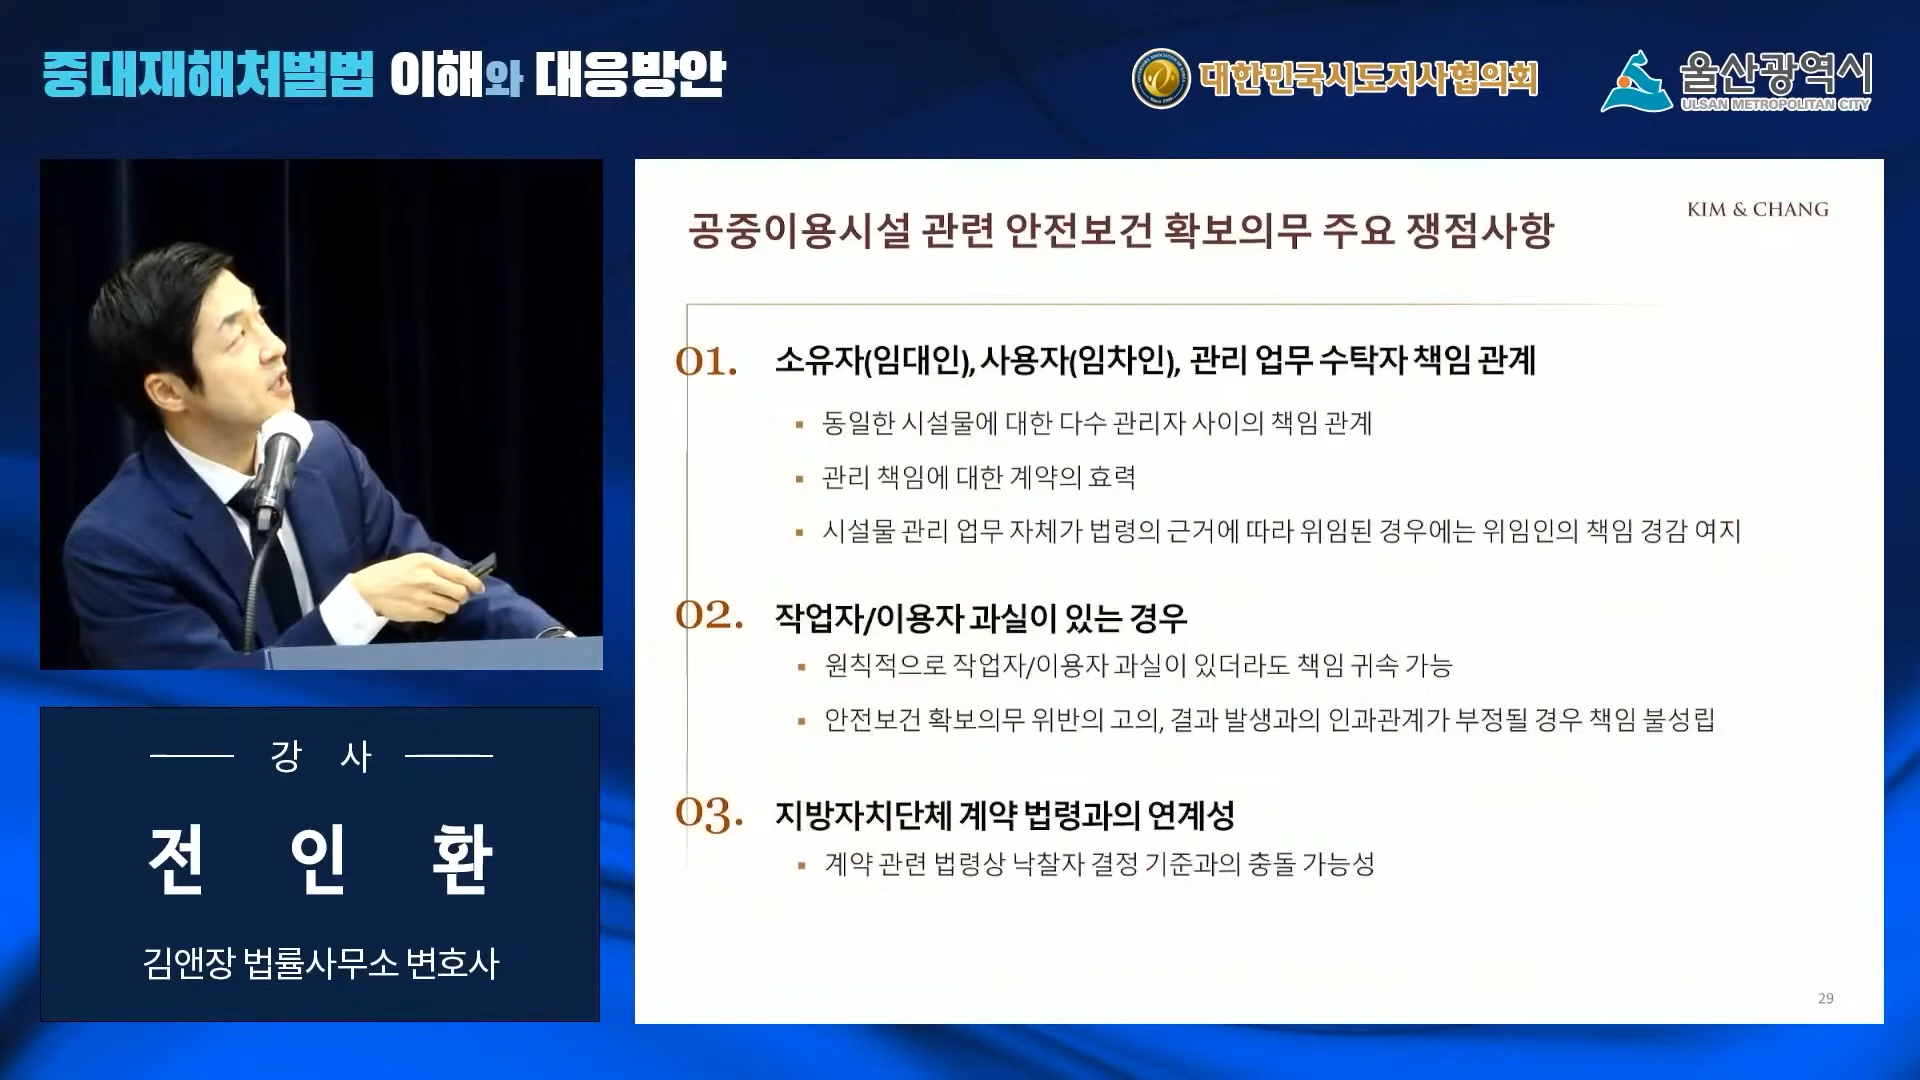 중대재해처벌법 이해와 대응방안
대한민국시도지사협의회
울산광역시
ULSAN METROPOLITAN CITY
KIM & CHANG
공중이용시설 관련 안전보건 확보의무 주요 쟁점사항
01. 소유자(임대인), 사용자(임차인), 관리 업무 수탁자 책임 관계
▪ 동일한 시설물에 대한 다수 관리자 사이의 책임 관계
▪ 관리 책임에 대한 계약의 효력
▪ 시설물 관리 업무 자체가 법령의 근거에 따라 위임된 경우에는 위임인의 책임 경감 여지
02. 작업자/이용자 과실이 있는 경우
▪ 원칙적으로 작업자/이용자 과실이 있더라도 책임 귀속 가능
▪ 안전보건 확보의무 위반의 고의, 결과 발생과의 인과관계가 부정될 경우 책임 불성립
03. 지방자치단체 계약 법령과의 연계성
▪ 계약 관련 법령상 낙찰자 결정 기준과의 충돌 가능성
29
강 사
전 인 환
김앤장 법률사무소 변호사